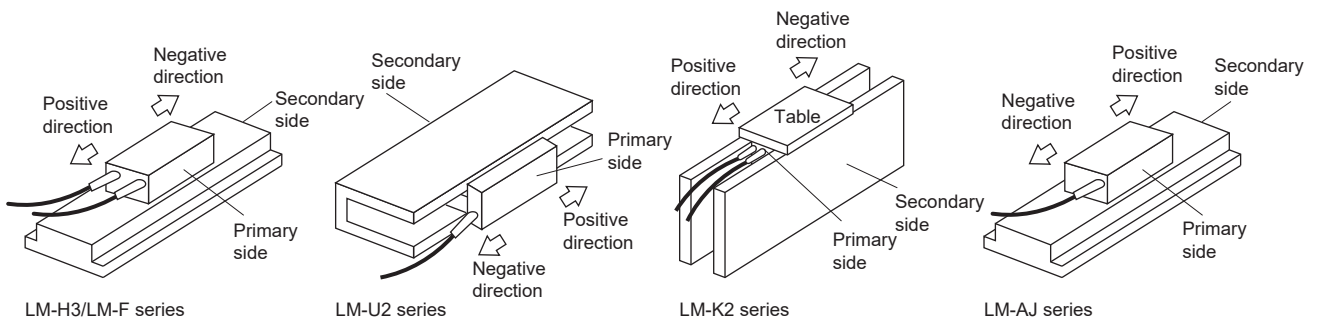 Negative
direction
Positive
direction
Secondary
side
Primary
side
LM-H3/LM-F series
Secondary
side
Primary
side
Positive
direction
Negative
direction
LM-U2 series
Negative
direction
Positive
direction
Table
Secondary
side
Primary
side
LM-K2 series
Positive
direction
Secondary
side
Negative
direction
Primary
side
LM-AJ series